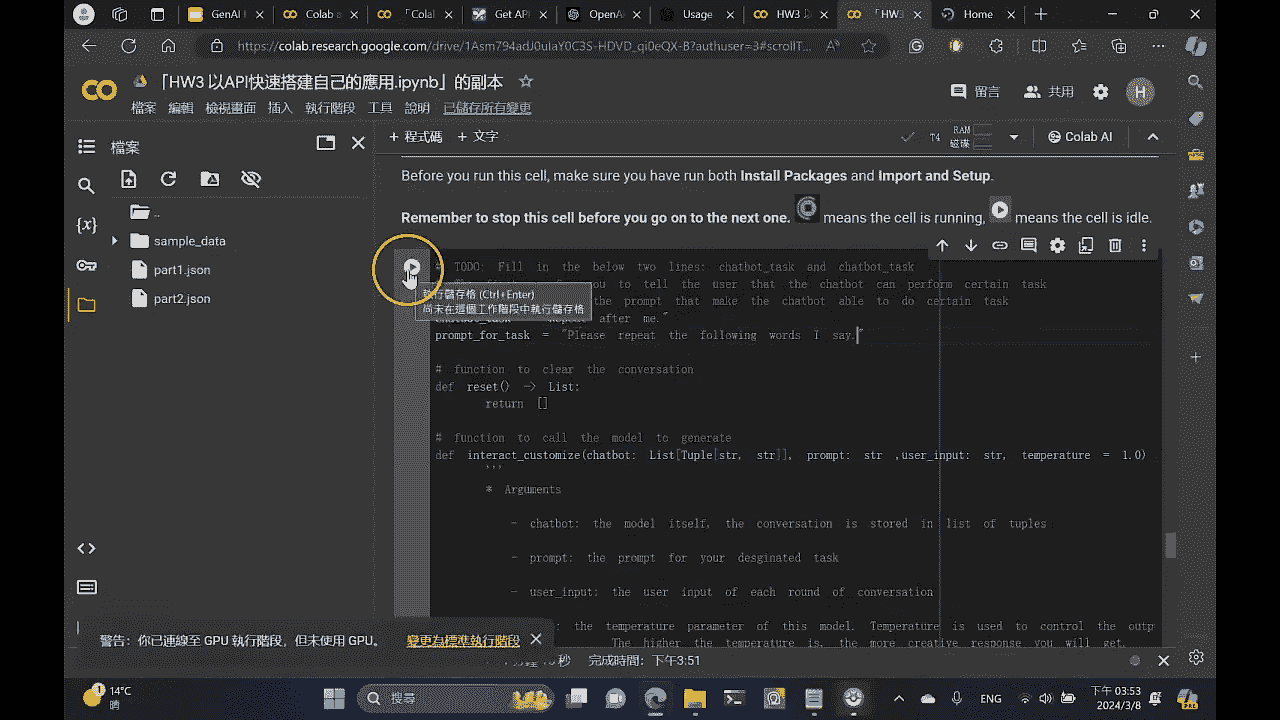 GenAI
Colab a
「Colal
Get API
OpenA
Usage
HW3
「HW3
Home
https://colab.research.google.com/drive/1Asm794adJ0ulaY0C3S-HDVD_qi0eQX-B?authuser=3#scrollT...
「HW3 以API快速搭建自己的應用.ipynb」的副本
檔案 編輯 檢視畫面 插入 執行階段 工具 說明 已儲存所有變更
留言 共用 H
檔案
+ 程式碼 + 文字
T4 RAM 磁碟 Colab AI
..
sample_data
part1.json
part2.json
Before you run this cell, make sure you have run both Install Packages and Import and Setup.
Remember to stop this cell before you go on to the next one. means the cell is running, means the cell is idle.
# TODO: Fill in the below two lines: chatbot_task and chatbot_task
you to tell the user that the chatbot can perform certain task
執行儲存格 (Ctrl+Enter)
the prompt that make the chatbot able to do certain task
尚未在這個工作階段中執行儲存格
after me."
prompt_for_task = "Please repeat the following words I say."
# function to clear the conversation
def reset() -> List:
return []
# function to call the model to generate
def interact_customize(chatbot: List[Tuple[str, str]], prompt: str ,user_input: str, temperature = 1.0)
'''
* Arguments
- chatbot: the model itself, the conversation is stored in list of tuples
- prompt: the prompt for your desginated task
- user_input: the user input of each round of conversation
: the temperature parameter of this model. Temperature is used to control the outp
The higher the temperature is, the more creative response you will get.
警告：你已連線至 GPU 執行階段，但未使用 GPU。 變更為標準執行階段
秒 完成時間：下午3:51
14°C
晴
搜尋
ENG
下午 03:53
2024/3/8